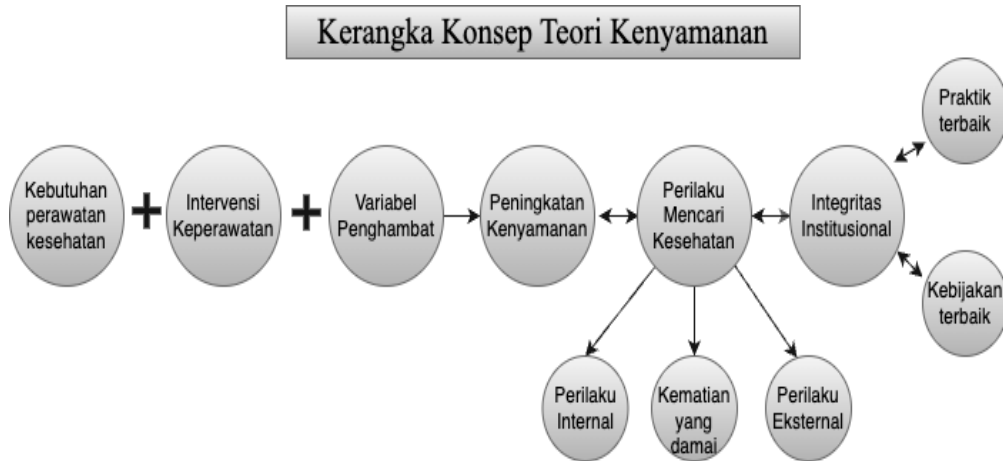 Kerangka Konsep Teori Kenyamanan
Kebutuhan
perawatan
kesehatan
Intervensi
Keperawatan
Variabel
Penghambat
Peningkatan
Kenyamanan
Perilaku
Mencari
Kesehatan
Integritas
Institusional
Praktik
terbaik
Kebijakan
terbaik
Perilaku
Internal
Kematian
yang
damai
Perilaku
Eksternal